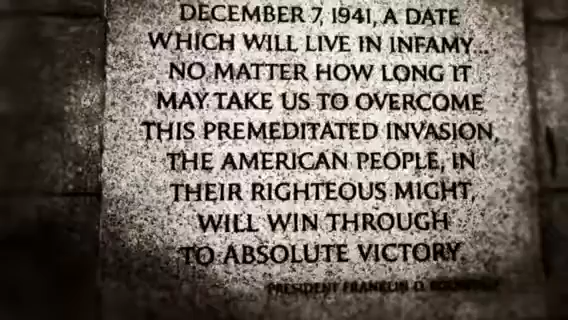 DECEMBER 7, 1941, A DATE
WHICH WILL LIVE IN INFAMY...
NO MATTER HOW LONG IT
MAY TAKE US TO OVERCOME
THIS PREMEDITATED INVASION,
THE AMERICAN PEOPLE, IN
THEIR RIGHTEOUS MIGHT,
WILL WIN THROUGH
TO ABSOLUTE VICTORY.
PRESIDENT FRANKLIN D. ROOSEVELT